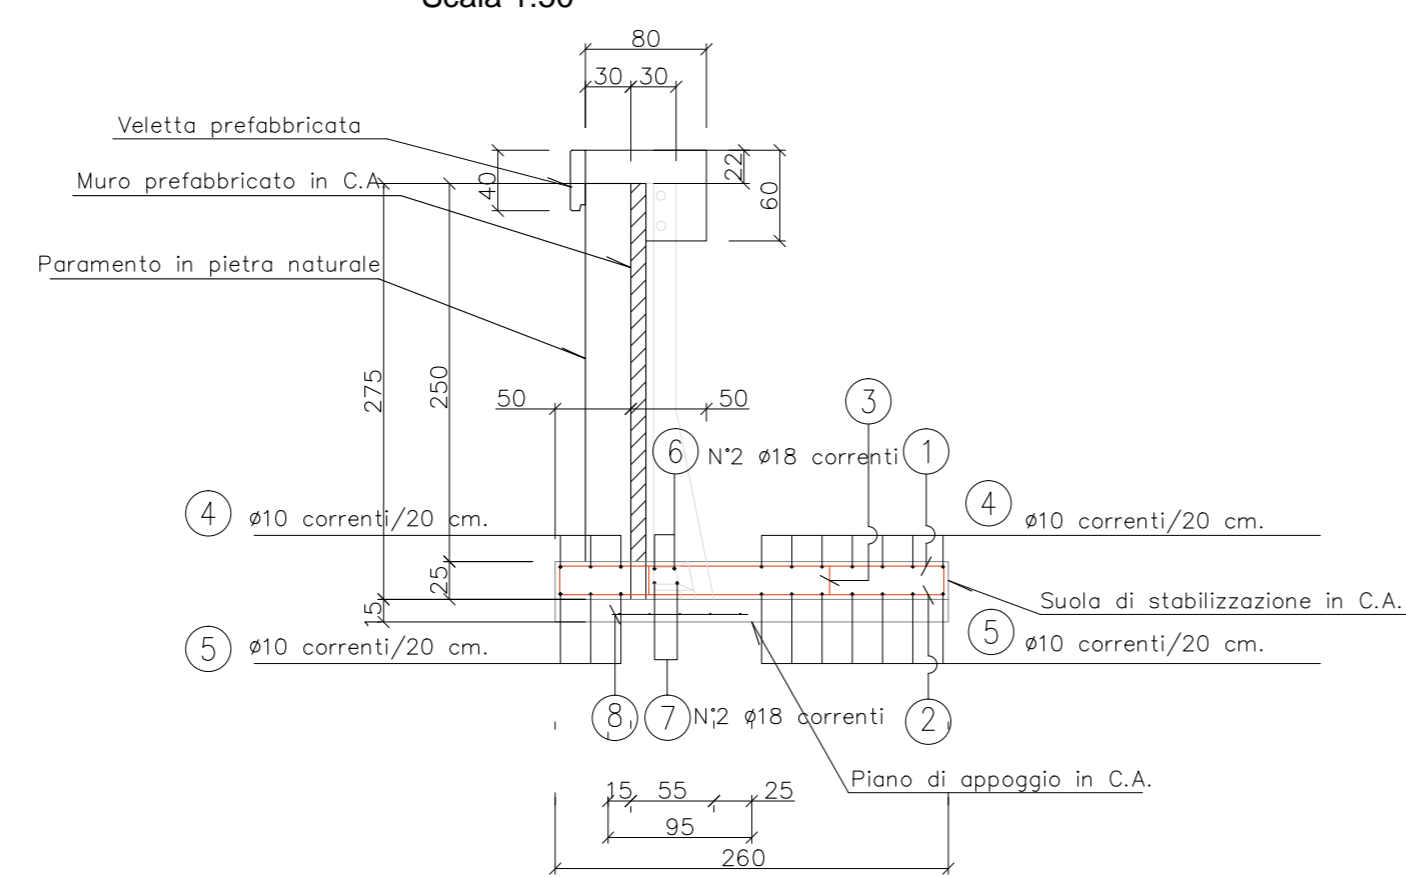 Scala 1:50
80
30 30
Veletta prefabbricata
22
Muro prefabbricato in C.A.
40
60
Paramento in pietra naturale
275
250
50 50
3
6 N°2 ø18 correnti 1
4 ø10 correnti/20 cm.
4 ø10 correnti/20 cm.
25
15
Suola di stabilizzazione in C.A.
5 ø10 correnti/20 cm.
5 ø10 correnti/20 cm.
8 7 N°2 ø18 correnti 2
Piano di appoggio in C.A.
15 55 25
95
260